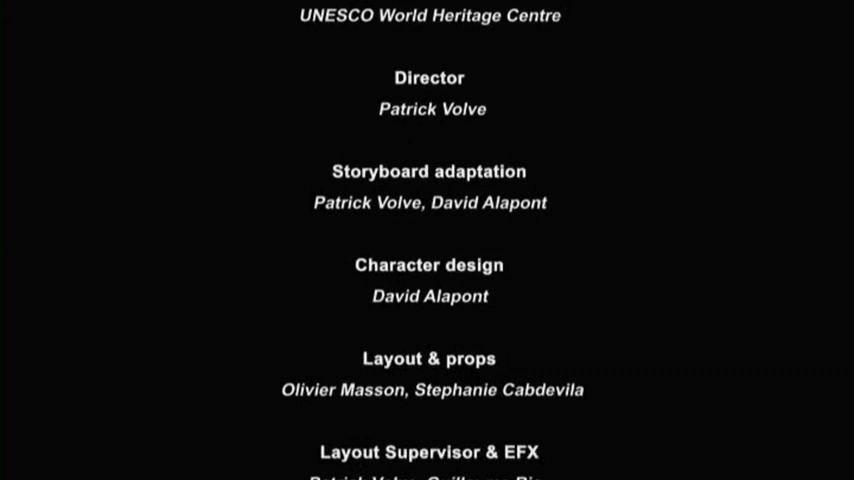 UNESCO World Heritage Centre
Director
Patrick Volve
Storyboard adaptation
Patrick Volve, David Alapont
Character design
David Alapont
Layout & props
Olivier Masson, Stephanie Cabdevila
Layout Supervisor & EFX